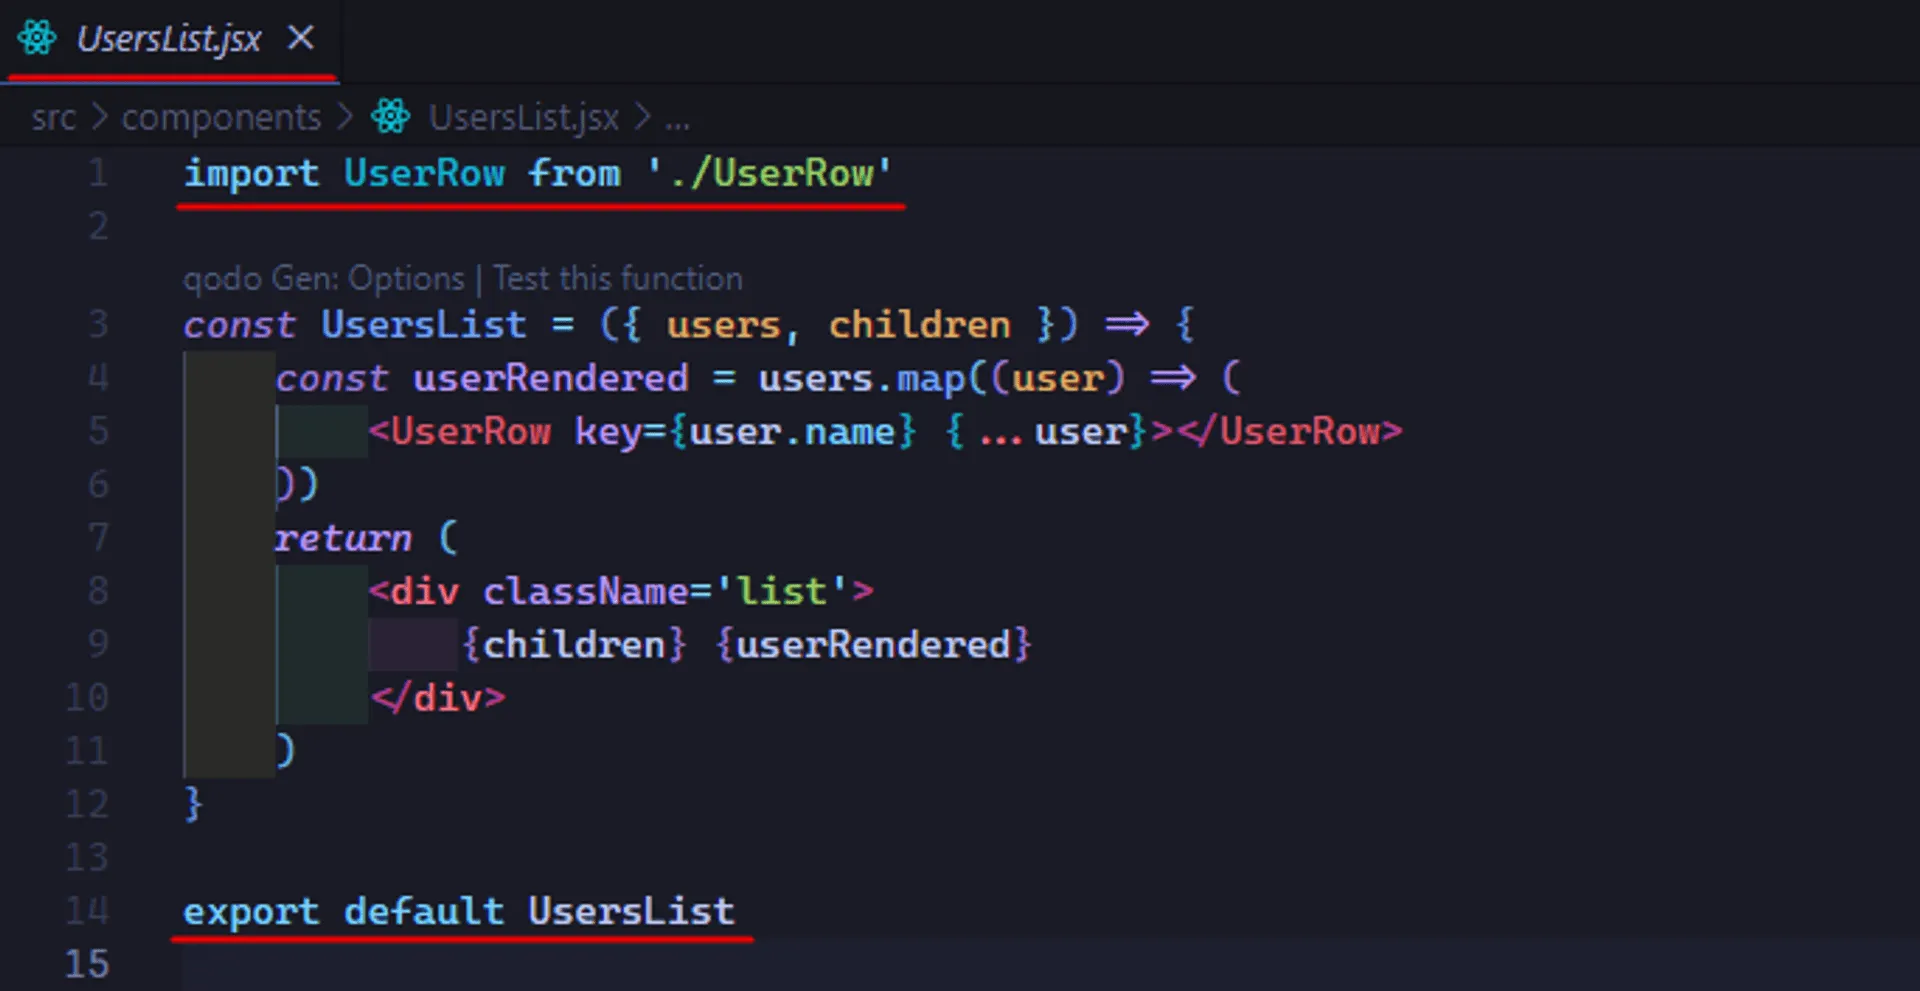 UsersList.jsx
src > components > UsersList.jsx > ...
1 import UserRow from './UserRow'
2
qodo Gen: Options | Test this function
3 const UsersList = ({ users, children }) => {
4     const userRendered = users.map((user) => (
5         <UserRow key={user.name} {...user}></UserRow>
6     ))
7     return (
8         <div className='list'>
9             {children} {userRendered}
10         </div>
11     )
12 }
13
14 export default UsersList
15